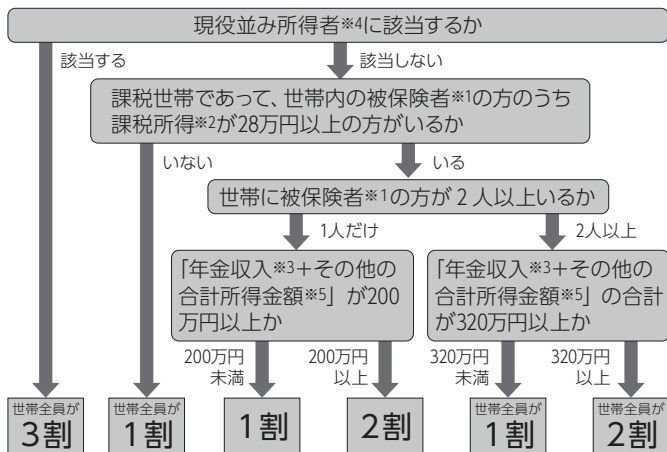 現役並み所得者※4に該当するか
該当する
該当しない
課税世帯であって、世帯内の被保険者※1の方のうち
課税所得※2が28万円以上の方がいるか
いない
いる
世帯に被保険者※1の方が2人以上いるか
1人だけ
2人以上
「年金収入※3+その他の
合計所得金額※5」が200
万円以上か
「年金収入※3+その他の
合計所得金額※5」の合計
が320万円以上か
200万円
未満
200万円
以上
320万円
未満
320万円
以上
世帯全員が
3割
世帯全員が
1割
1割
2割
世帯全員が
1割
世帯全員が
2割